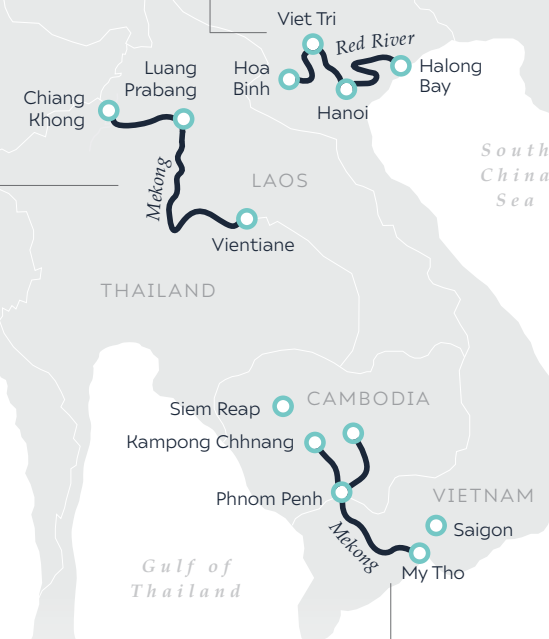 Viet Tri
Red River
Hoa
Binh
Halong
Bay
Hanoi
Luang
Prabang
Chiang
Khong
South
China
Sea
Mekong
LAOS
Vientiane
THAILAND
Siem Reap
CAMBODIA
Kampong Chhnang
Phnom Penh
VIETNAM
Saigon
Mekong
My Tho
Gulf of
Thailand